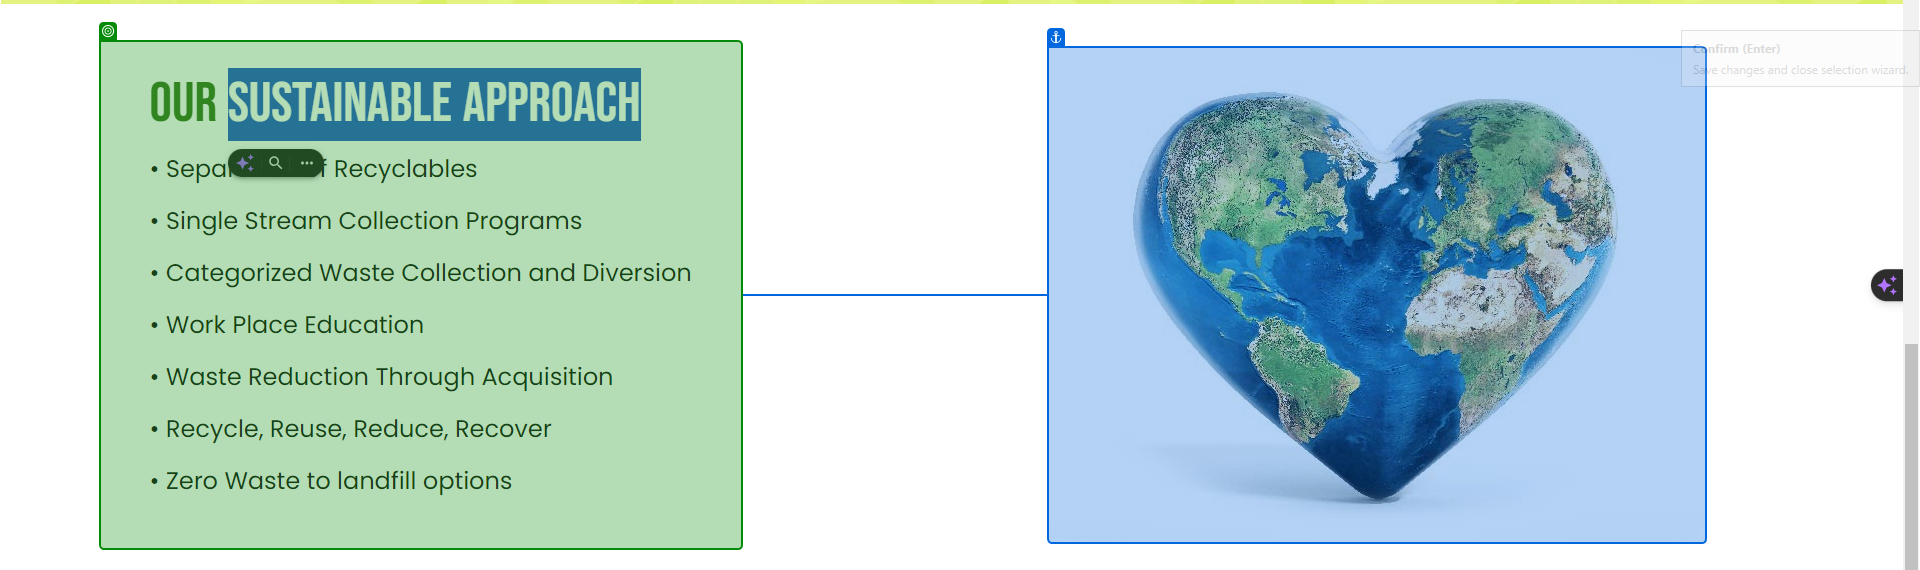 OUR SUSTAINABLE APPROACH
• Sepa f Recyclables
• Single Stream Collection Programs
• Categorized Waste Collection and Diversion
• Work Place Education
• Waste Reduction Through Acquisition
• Recycle, Reuse, Reduce, Recover
• Zero Waste to landfill options
Confirm (Enter)
Save changes and close selection wizard.